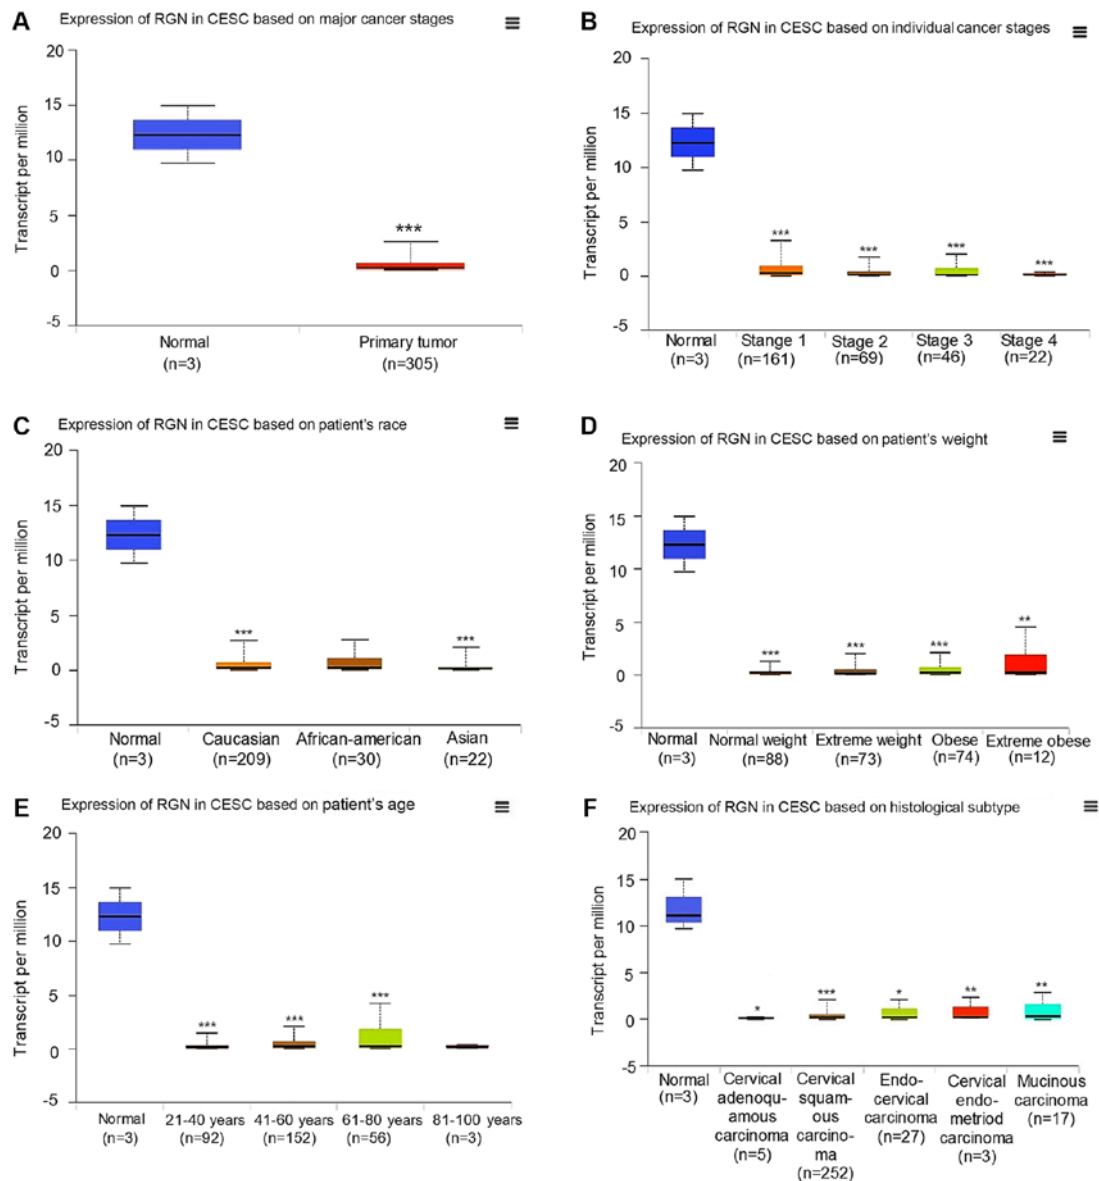 A Expression of RGN in CESC based on major cancer stages
Transcript per million
20
15
10
5
0
-5
***
Normal Primary tumor
(n=3) (n=305)
B Expression of RGN in CESC based on individual cancer stages
Transcript per million
20
15
10
5
0
-5
*** *** *** ***
Normal Stange 1 Stage 2 Stage 3 Stage 4
(n=3) (n=161) (n=69) (n=46) (n=22)
C Expression of RGN in CESC based on patient's race
Transcript per million
20
15
10
5
0
-5
*** ***
Normal Caucasian African-american Asian
(n=3) (n=209) (n=30) (n=22)
D Expression of RGN in CESC based on patient's weight
Transcript per million
20
15
10
5
0
-5
*** *** *** **
Normal Normal weight Extreme weight Obese Extreme obese
(n=3) (n=88) (n=73) (n=74) (n=12)
E Expression of RGN in CESC based on patient's age
Transcript per million
20
15
10
5
0
-5
*** *** ***
Normal 21-40 years 41-60 years 61-80 years 81-100 years
(n=3) (n=92) (n=152) (n=56) (n=3)
F Expression of RGN in CESC based on histological subtype
Transcript per million
20
15
10
5
0
-5
* *** * ** **
Normal
(n=3)
Cervical
adenoqu-
amous
carcinoma
(n=5)
Cervical
squam-
ous
carcino-
ma
(n=252)
Endo-
cervical
carcinoma
(n=27)
Cervical
endo-
metriod
carcinoma
(n=3)
Mucinous
carcinoma
(n=17)